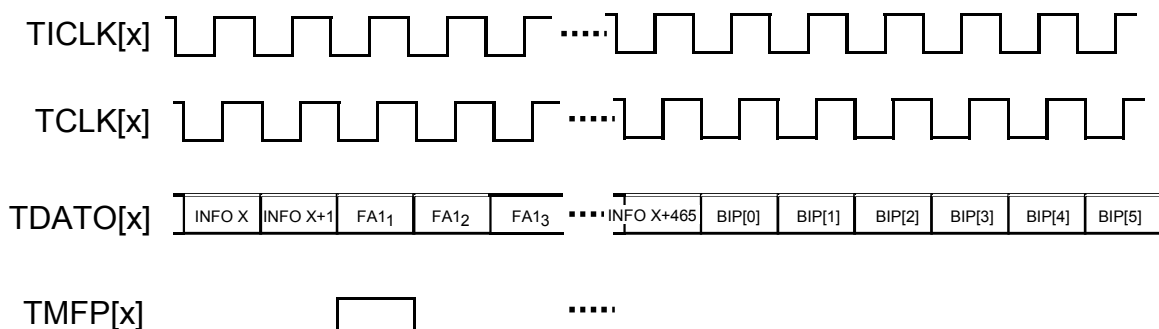 TICLK[x]
TCLK[x]
TDATO[x] INFO X INFO X+1 FA11 FA12 FA13 INFO X+465 BIP[0] BIP[1] BIP[2] BIP[3] BIP[4] BIP[5]
TMFP[x]